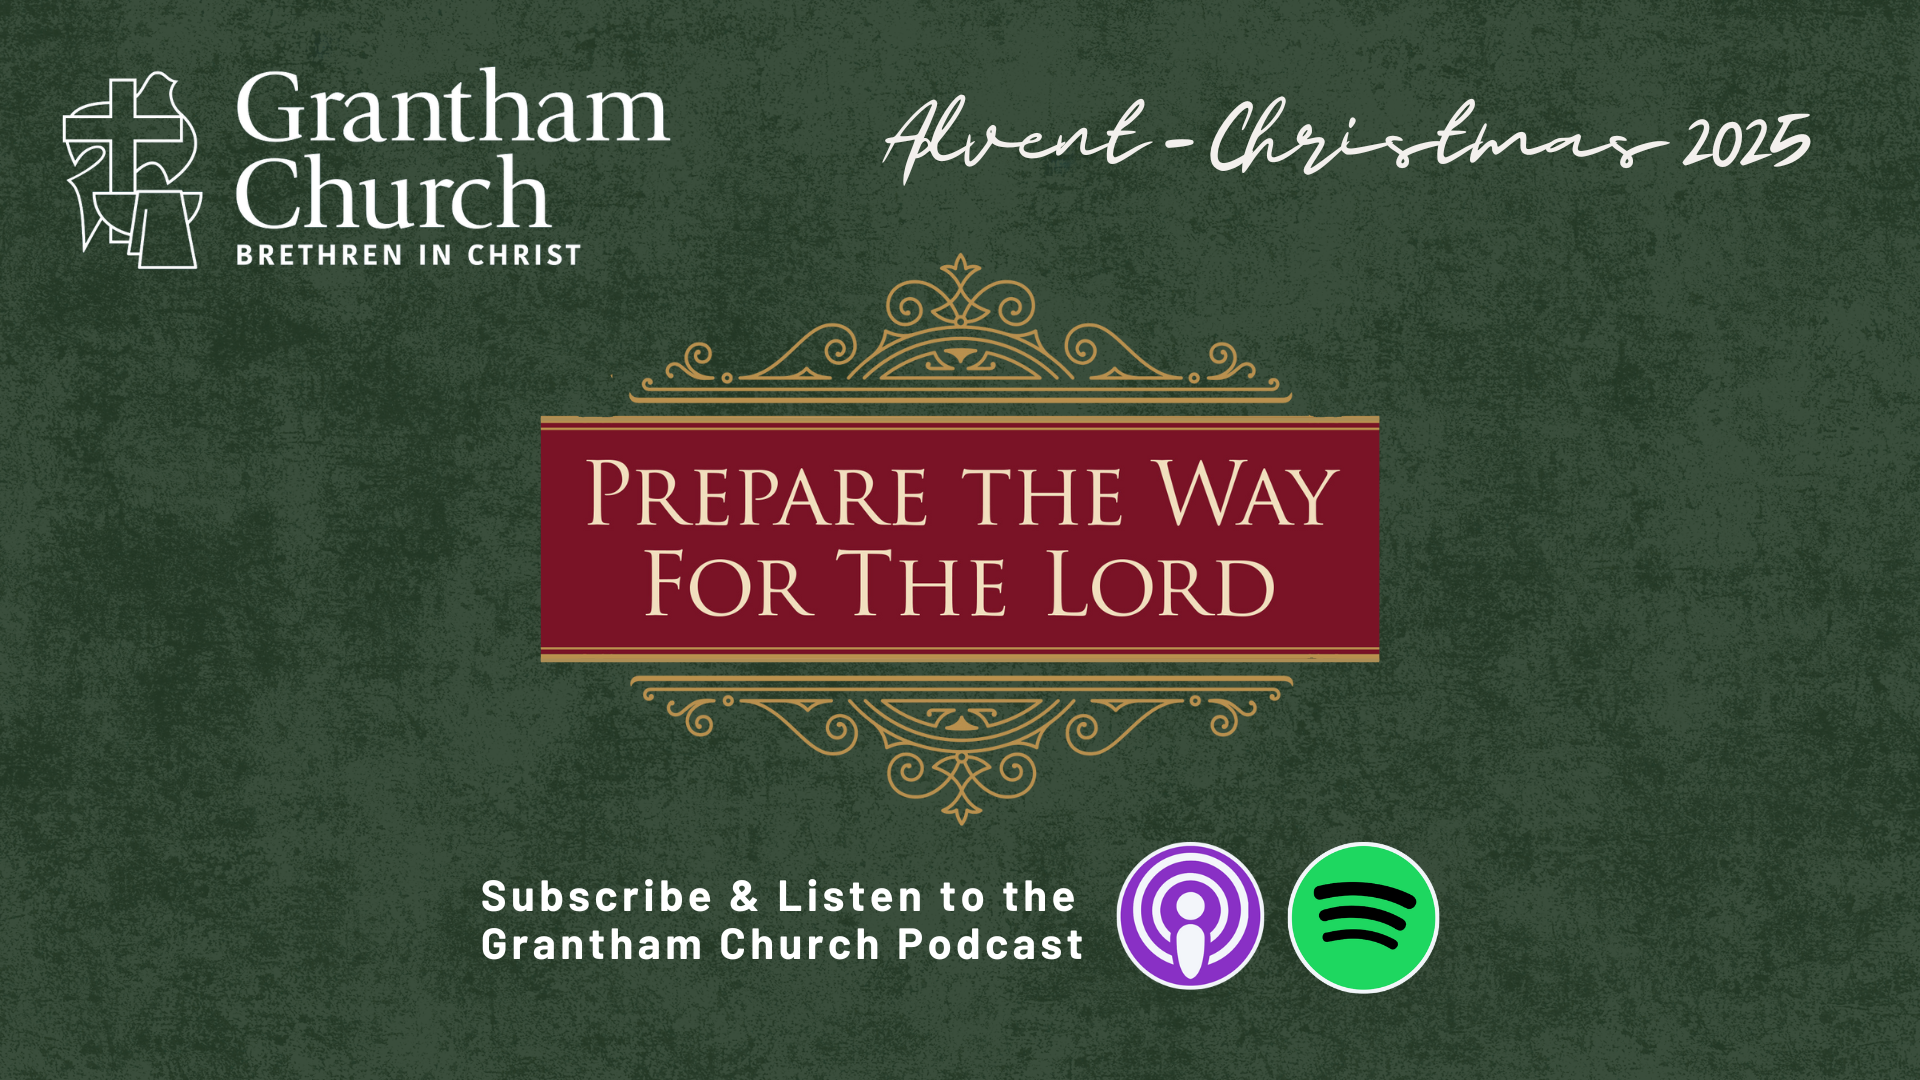 Grantham
Church
BRETHREN IN CHRIST
Advent - Christmas 2025
PREPARE THE WAY
FOR THE LORD
Subscribe & Listen to the
Grantham Church Podcast